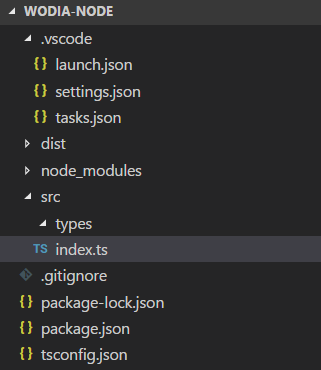 WODIA-NODE
.vscode
{} launch.json
{} settings.json
{} tasks.json
dist
node_modules
src
types
TS index.ts
.gitignore
{} package-lock.json
{} package.json
{} tsconfig.json